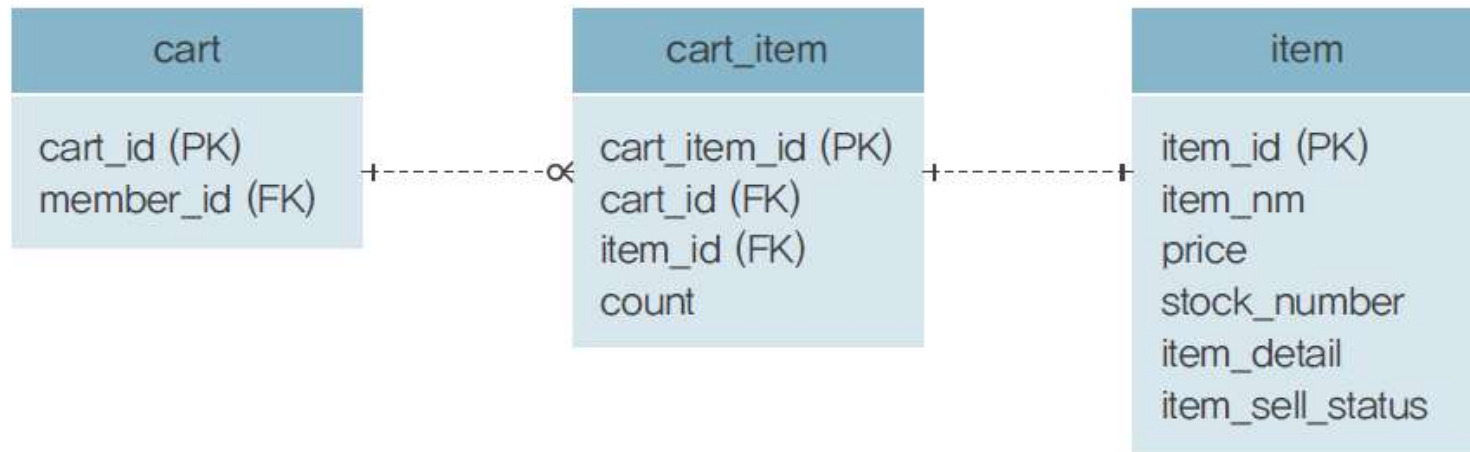 cart
cart_id (PK)
member_id (FK)
cart_item
cart_item_id (PK)
cart_id (FK)
item_id (FK)
count
item
item_id (PK)
item_nm
price
stock_number
item_detail
item_sell_status